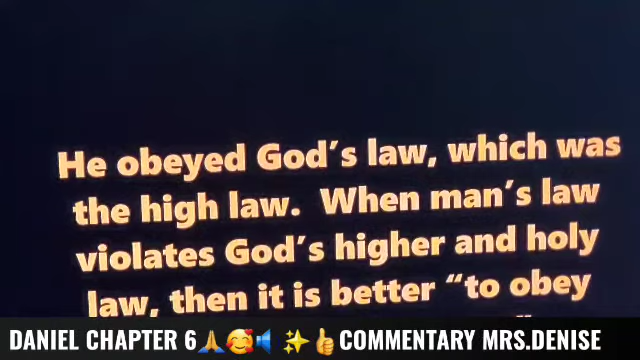 He obeyed God's law, which was
the high law.  When man's law
violates God's higher and holy
law, then it is better “to obey
DANIEL CHAPTER 6🙏🥰🔈 ✨👍COMMENTARY MRS.DENISE